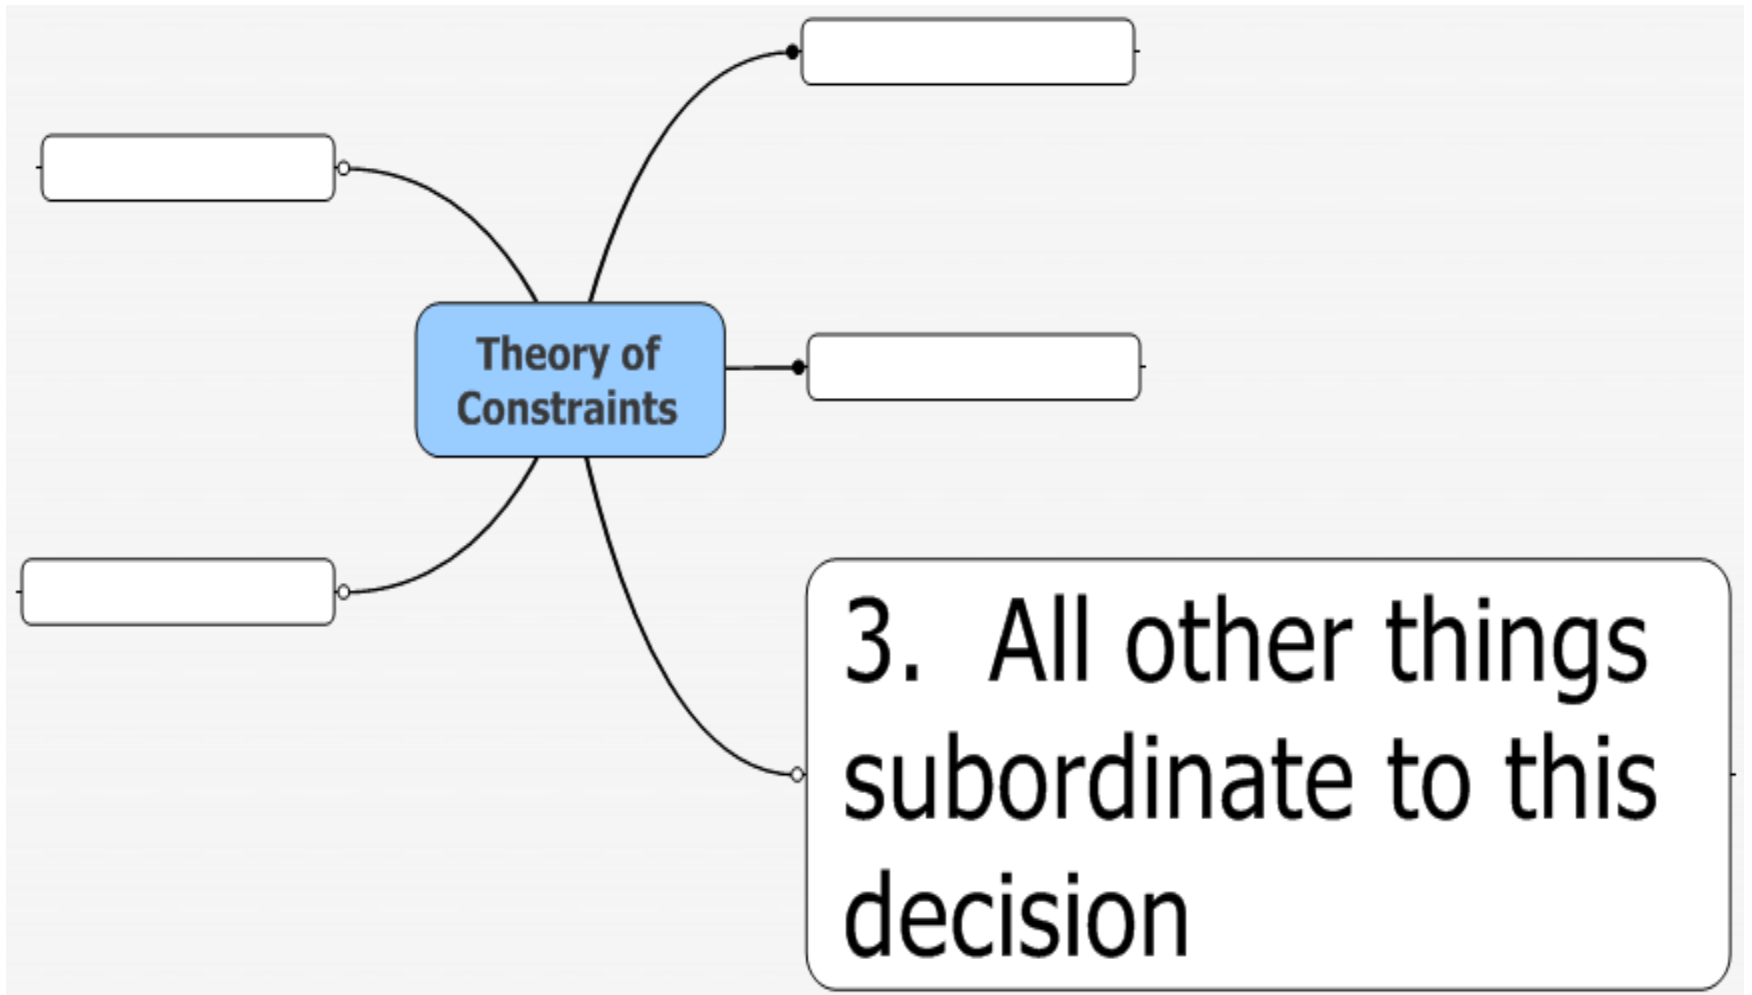 Theory of
Constraints
3. All other things
subordinate to this
decision